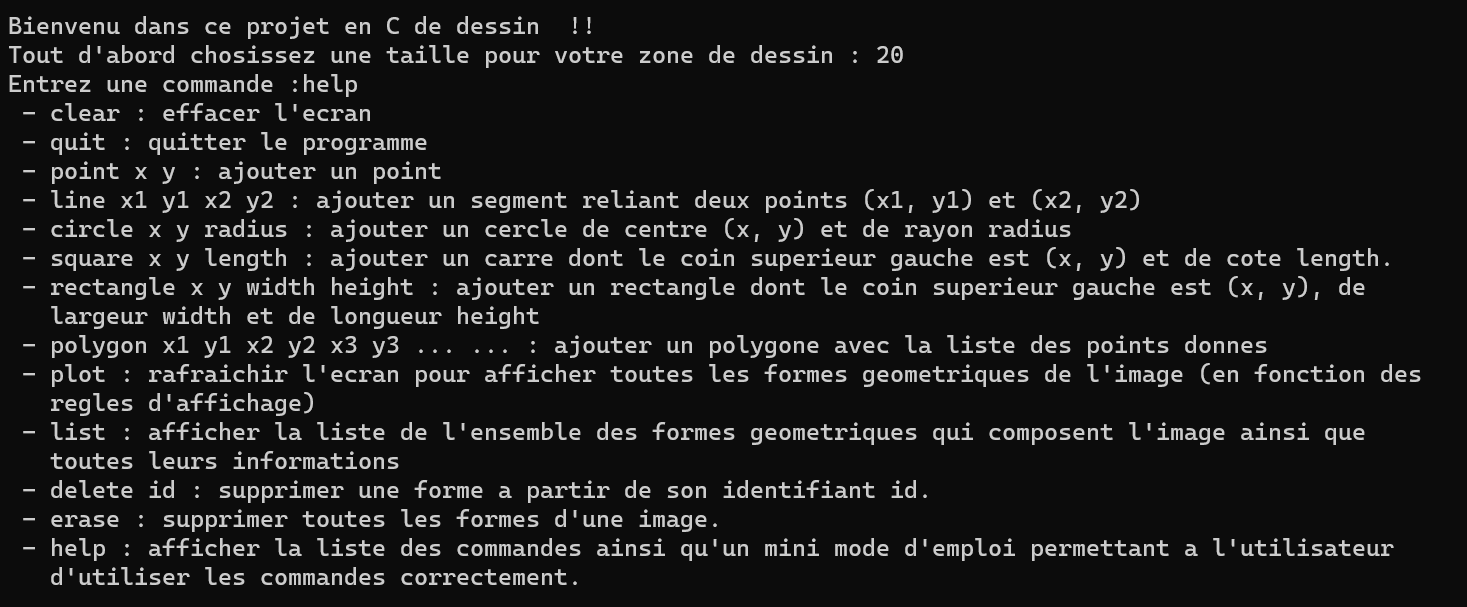 Bienvenu dans ce projet en C de dessin  !!
Tout d'abord chosissez une taille pour votre zone de dessin : 20
Entrez une commande :help
 - clear : effacer l'ecran
 - quit : quitter le programme
 - point x y : ajouter un point
 - line x1 y1 x2 y2 : ajouter un segment reliant deux points (x1, y1) et (x2, y2)
 - circle x y radius : ajouter un cercle de centre (x, y) et de rayon radius
 - square x y length : ajouter un carre dont le coin superieur gauche est (x, y) et de cote length.
 - rectangle x y width height : ajouter un rectangle dont le coin superieur gauche est (x, y), de
   largeur width et de longueur height
 - polygon x1 y1 x2 y2 x3 y3 ... ... : ajouter un polygone avec la liste des points donnes
 - plot : rafraichir l'ecran pour afficher toutes les formes geometriques de l'image (en fonction des
   regles d'affichage)
 - list : afficher la liste de l'ensemble des formes geometriques qui composent l'image ainsi que
   toutes leurs informations
 - delete id : supprimer une forme a partir de son identifiant id.
 - erase : supprimer toutes les formes d'une image.
 - help : afficher la liste des commandes ainsi qu'un mini mode d'emploi permettant a l'utilisateur
   d'utiliser les commandes correctement.